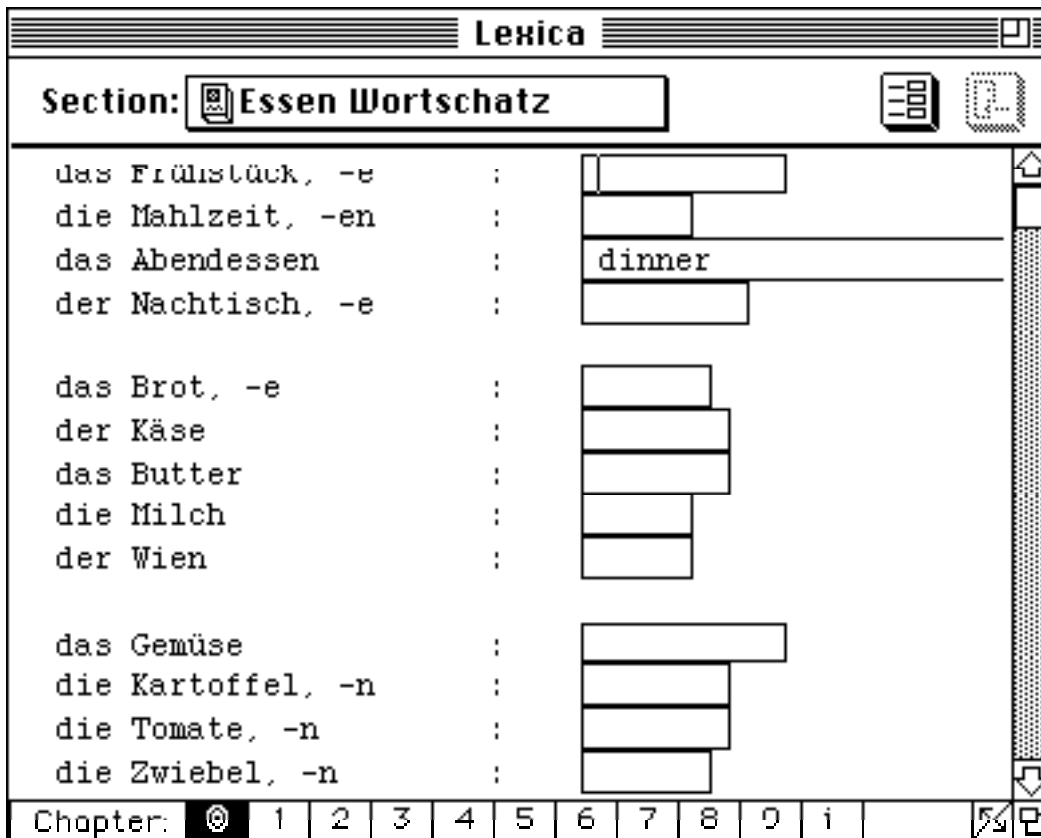 Lexica
Section: Essen Wortschatz
das Frühstück, -e :
die Mahlzeit, -en :
das Abendessen : dinner
der Nachtisch, -e :
das Brot, -e :
der Käse :
das Butter :
die Milch :
der Wien :
das Gemüse :
die Kartoffel, -n :
die Tomate, -n :
die Zwiebel, -n :
Chapter: @ 1 2 3 4 5 6 7 8 9 i